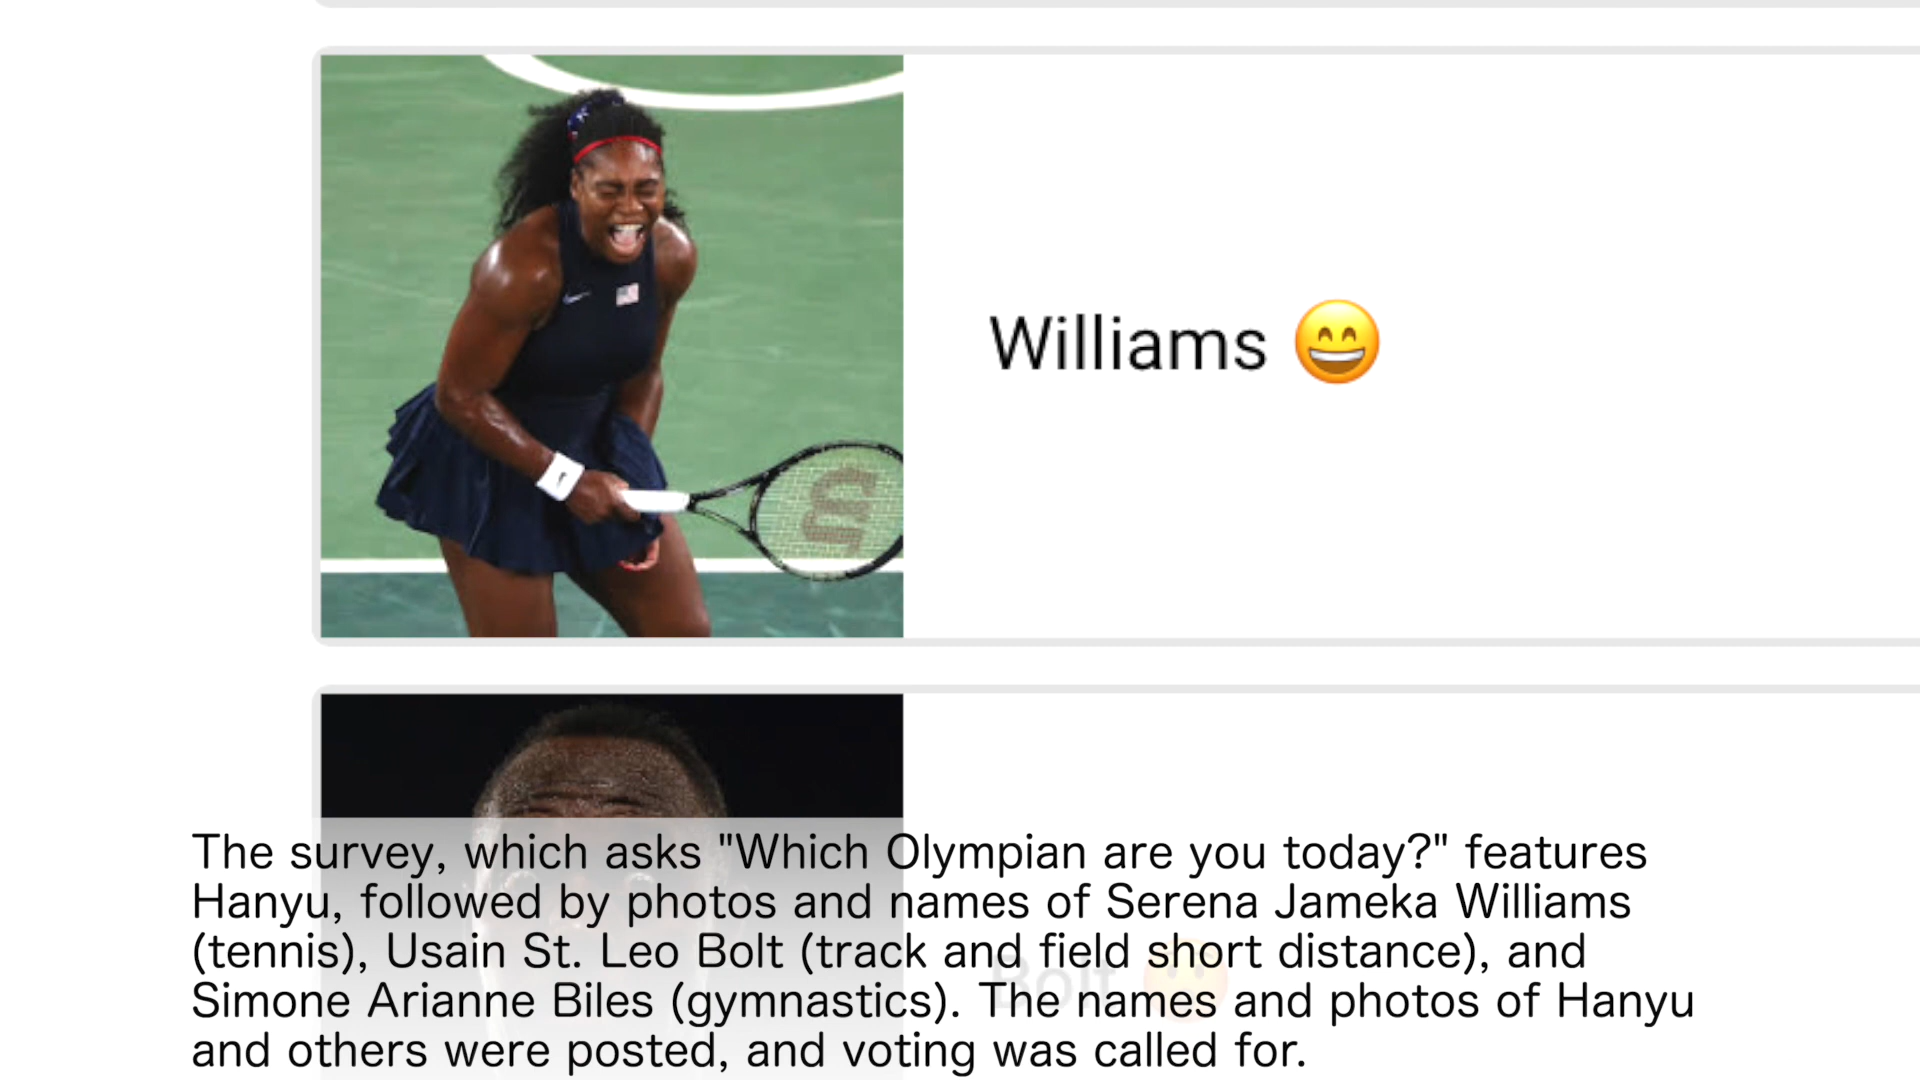 Williams 😄
Bolt
The survey, which asks "Which Olympian are you today?" features
Hanyu, followed by photos and names of Serena Jameka Williams
(tennis), Usain St. Leo Bolt (track and field short distance), and
Simone Arianne Biles (gymnastics). The names and photos of Hanyu
and others were posted, and voting was called for.